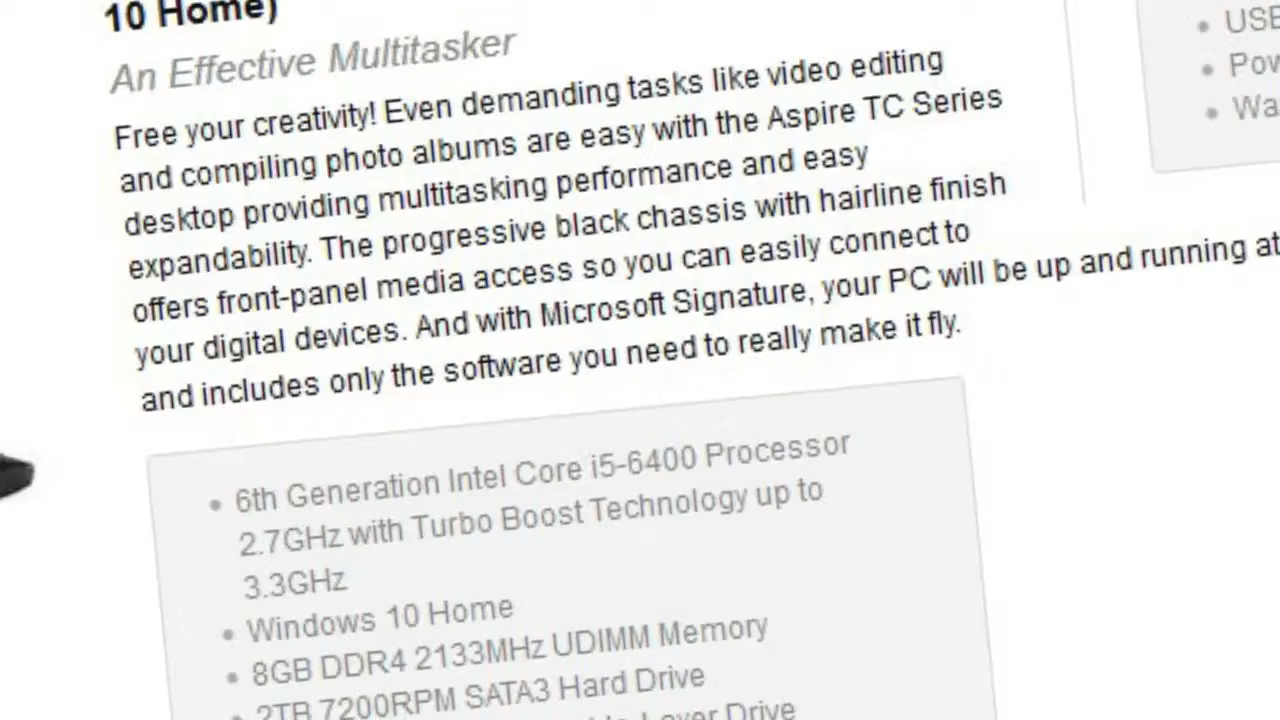 10 Home)
An Effective Multitasker
Free your creativity! Even demanding tasks like video editing
and compiling photo albums are easy with the Aspire TC Series
desktop providing multitasking performance and easy
expandability. The progressive black chassis with hairline finish
offers front-panel media access so you can easily connect to
your digital devices. And with Microsoft Signature, your PC will be up and running at
and includes only the software you need to really make it fly.
• 6th Generation Intel Core i5-6400 Processor
2.7GHz with Turbo Boost Technology up to
3.3GHz
• Windows 10 Home
• 8GB DDR4 2133MHz UDIMM Memory
• 2TB 7200RPM SATA3 Hard Drive
Layer Drive
• USB
• Pow
• Wa